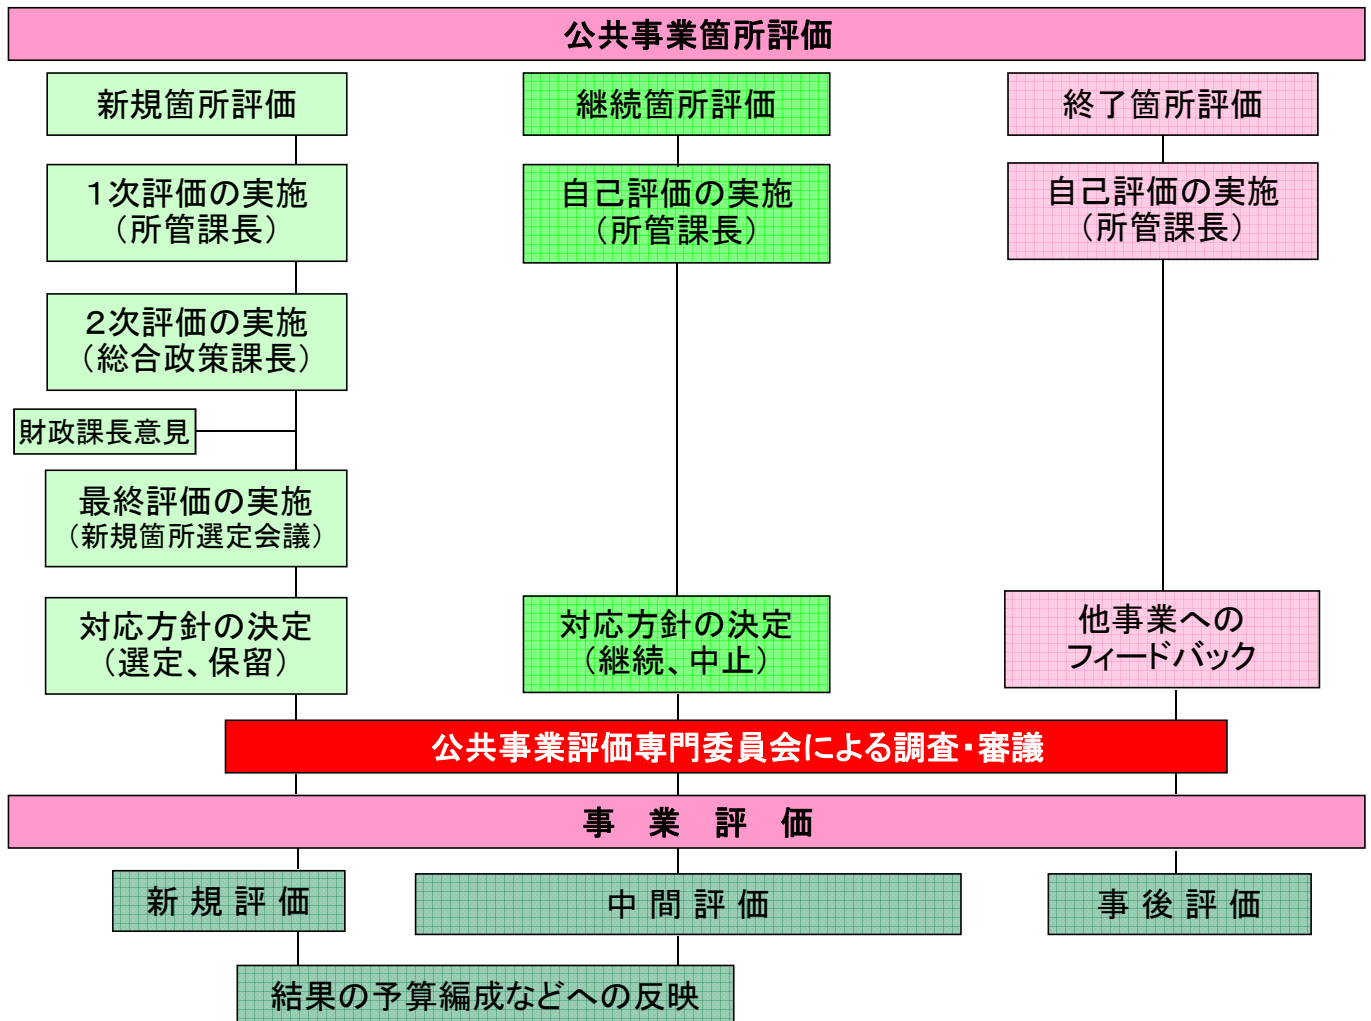 公共事業箇所評価
新規箇所評価
継続箇所評価
終了箇所評価
１次評価の実施
（所管課長）
自己評価の実施
（所管課長）
自己評価の実施
（所管課長）
２次評価の実施
（総合政策課長）
財政課長意見
最終評価の実施
（新規箇所選定会議）
対応方針の決定
（選定、保留）
対応方針の決定
（継続、中止）
他事業への
フィードバック
公共事業評価専門委員会による調査・審議
事　業　評　価
新 規 評 価
中 間 評 価
事 後 評 価
結果の予算編成などへの反映